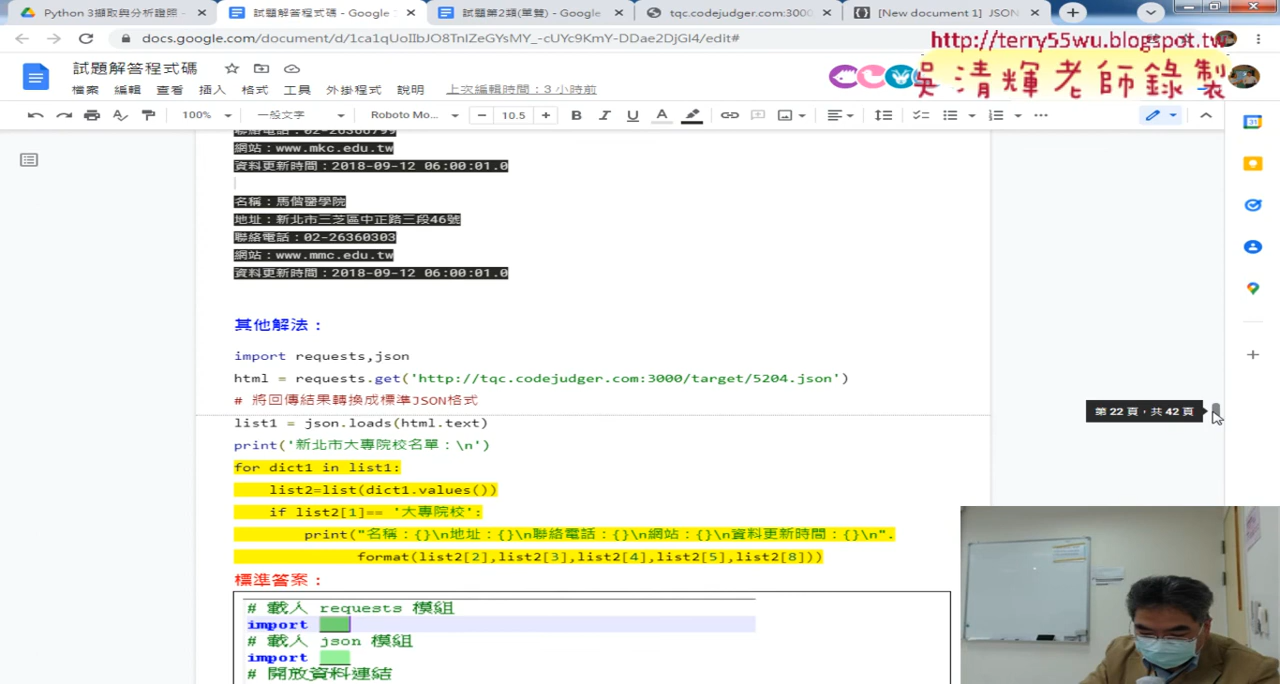 Python 3擷取與分析證照 -
試題解答程式碼 - Google
試題第2類(單雙) - Google
tqc.codejudger.com:3000
[New document 1] JSON
docs.google.com/document/d/1ca1qUoIIbJO8TnIZeGYsMY_-cUYc9KmY-DDae2DjGI4/edit#
http://terry55wu.blogspot.tw
吳清輝老師錄製
試題解答程式碼
檔案 編輯 查看 插入 格式 工具 外掛程式 說明 上次編輯時間：3 小時前
100% 一般文字 Roboto Mo... 10.5 B I U A
聯絡電話：02-26366799
網站：www.mkc.edu.tw
資料更新時間：2018-09-12 06:00:01.0
名稱：馬偕醫學院
地址：新北市三芝區中正路三段46號
聯絡電話：02-26360303
網站：www.mmc.edu.tw
資料更新時間：2018-09-12 06:00:01.0
其他解法：
import requests,json
html = requests.get('http://tqc.codejudger.com:3000/target/5204.json')
# 將回傳結果轉換成標準JSON格式
第 22 頁，共 42 頁
list1 = json.loads(html.text)
print('新北市大專院校名單：\n')
for dict1 in list1:
list2=list(dict1.values())
if list2[1]== '大專院校':
print("名稱：{}\n地址：{}\n聯絡電話：{}\n網站：{}\n資料更新時間：{}\n".
format(list2[2],list2[3],list2[4],list2[5],list2[8]))
標準答案：
# 載入 requests 模組
import
# 載入 json 模組
import
# 開放資料連結